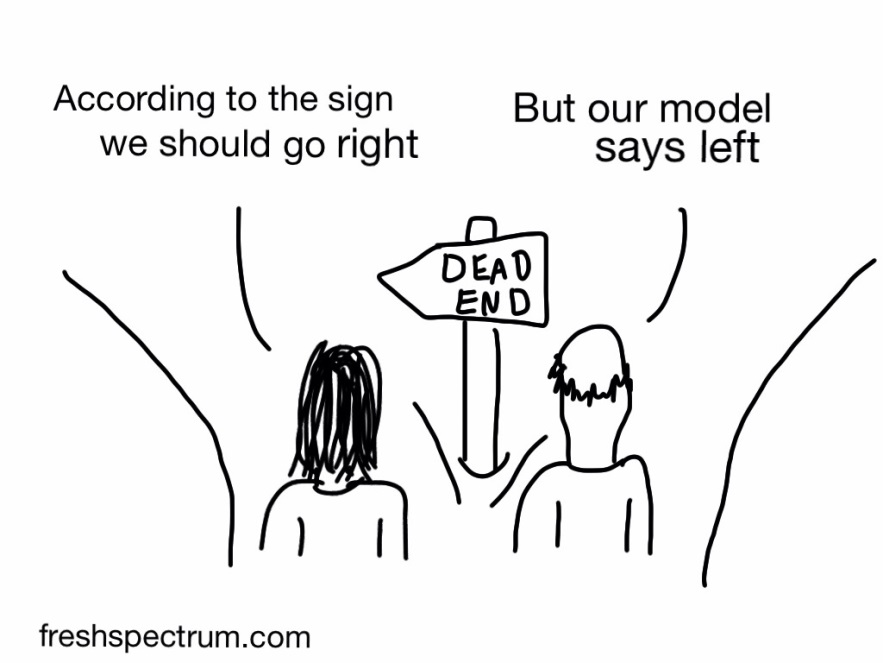 According to the sign
we should go right
But our model
says left
DEAD
END
freshspectrum.com